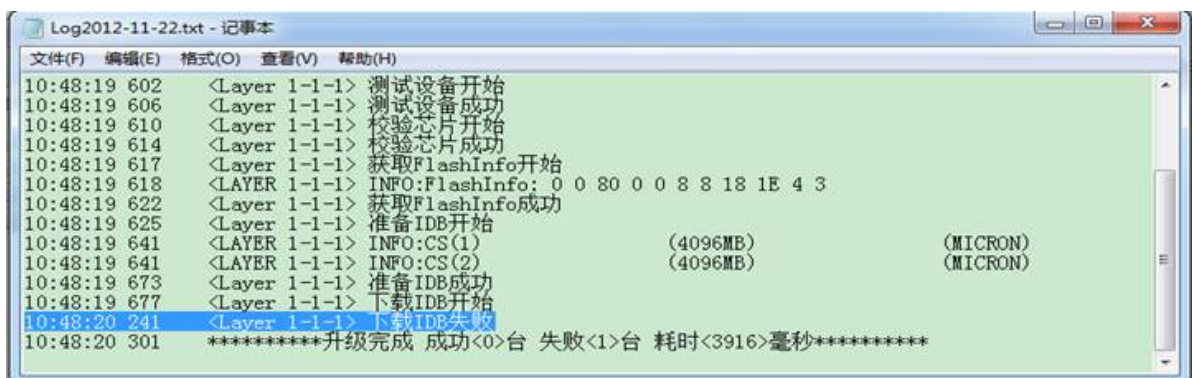 Log2012-11-22.txt - 记事本
文件(F) 编辑(E) 格式(O) 查看(V) 帮助(H)
10:48:19 602 <Layer 1-1-1> 测试设备开始
10:48:19 606 <Layer 1-1-1> 测试设备成功
10:48:19 610 <Layer 1-1-1> 校验芯片开始
10:48:19 614 <Layer 1-1-1> 校验芯片成功
10:48:19 617 <Layer 1-1-1> 获取FlashInfo开始
10:48:19 618 <LAYER 1-1-1> INFO:FlashInfo: 0 0 80 0 0 8 8 18 1E 4 3
10:48:19 622 <Layer 1-1-1> 获取FlashInfo成功
10:48:19 625 <Layer 1-1-1> 准备IDB开始
10:48:19 641 <LAYER 1-1-1> INFO:CS(1) (4096MB) (MICRON)
10:48:19 641 <LAYER 1-1-1> INFO:CS(2) (4096MB) (MICRON)
10:48:19 673 <Layer 1-1-1> 准备IDB成功
10:48:19 677 <Layer 1-1-1> 下载IDB开始
10:48:20 241 <Layer 1-1-1> 下载IDB失败
10:48:20 301 **********升级完成 成功<0>台 失败<1>台 耗时<3916>毫秒**********